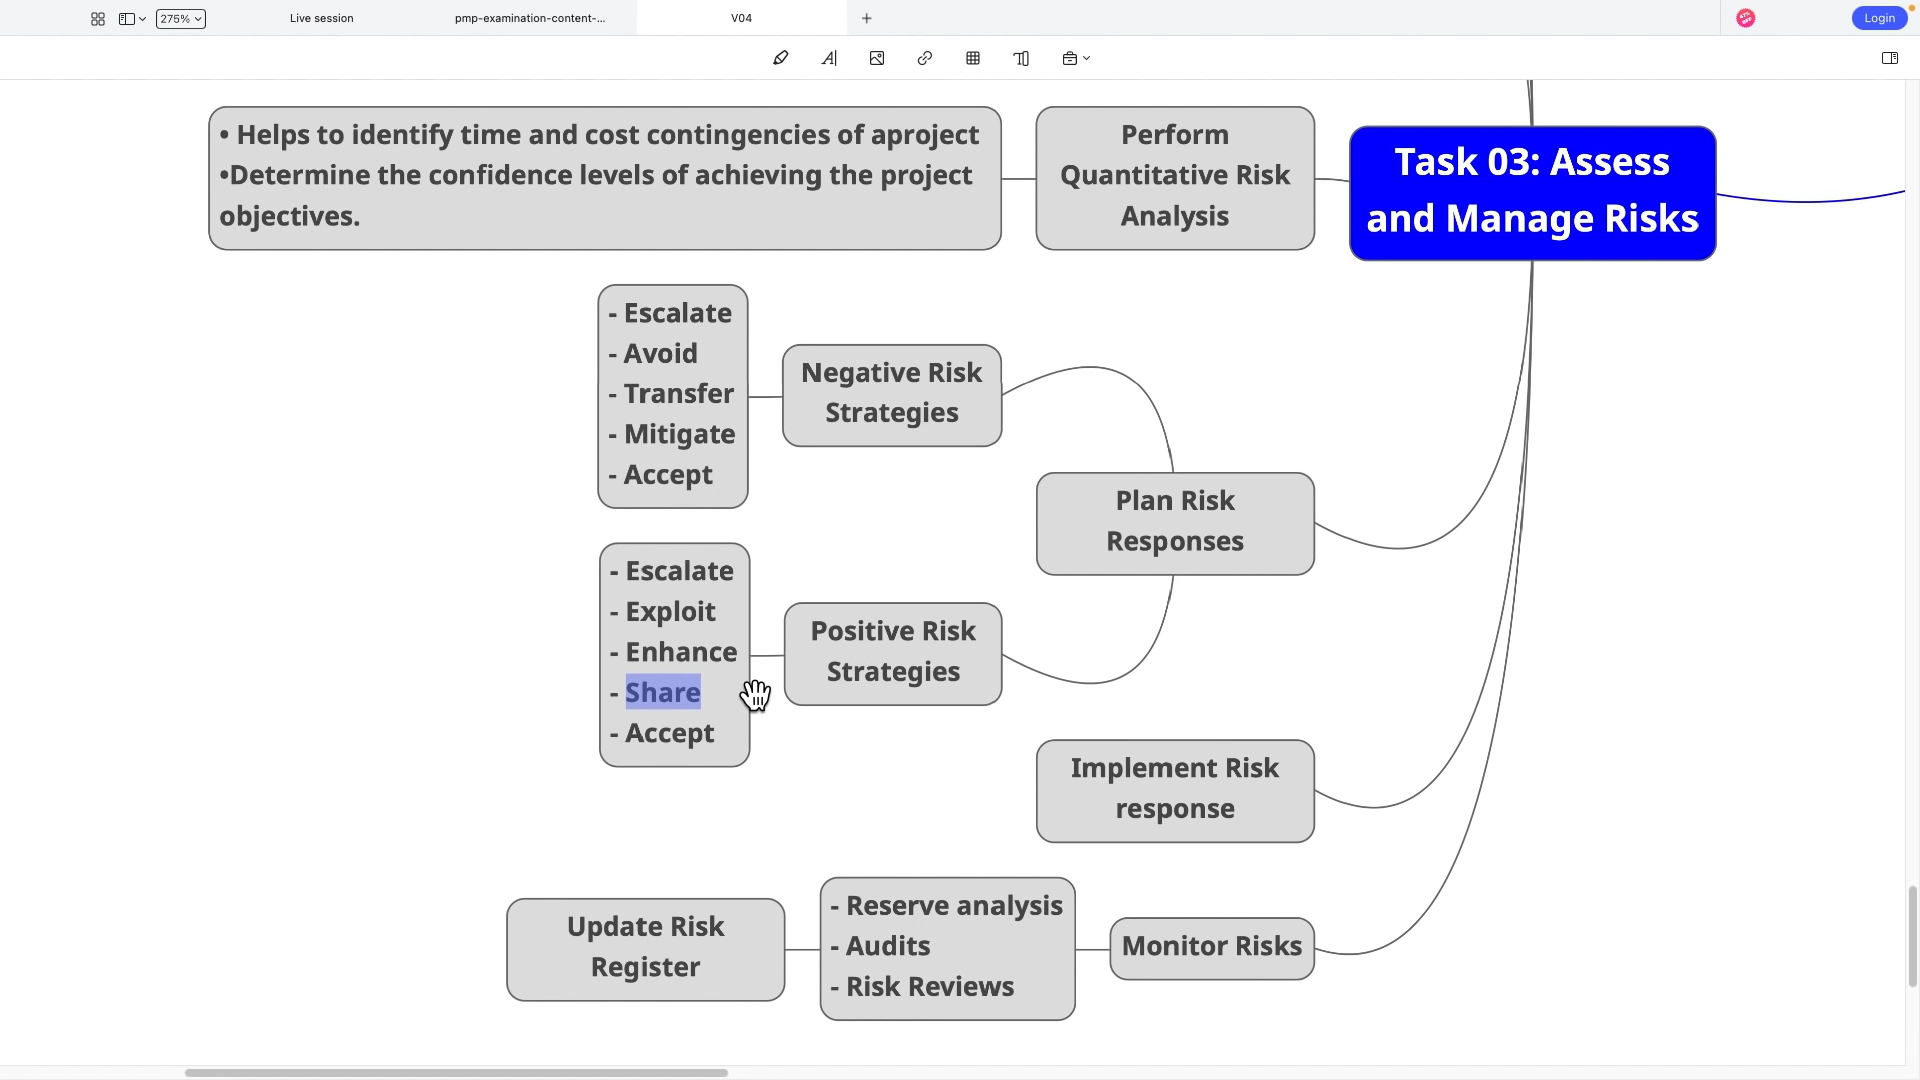 275%
Live session
pmp-examination-content-...
V04
Login
• Helps to identify time and cost contingencies of aproject
•Determine the confidence levels of achieving the project
objectives.
Perform
Quantitative Risk
Analysis
Task 03: Assess
and Manage Risks
- Escalate
- Avoid
- Transfer
- Mitigate
- Accept
Negative Risk
Strategies
Plan Risk
Responses
- Escalate
- Exploit
- Enhance
- Share
- Accept
Positive Risk
Strategies
Implement Risk
response
Update Risk
Register
- Reserve analysis
- Audits
- Risk Reviews
Monitor Risks